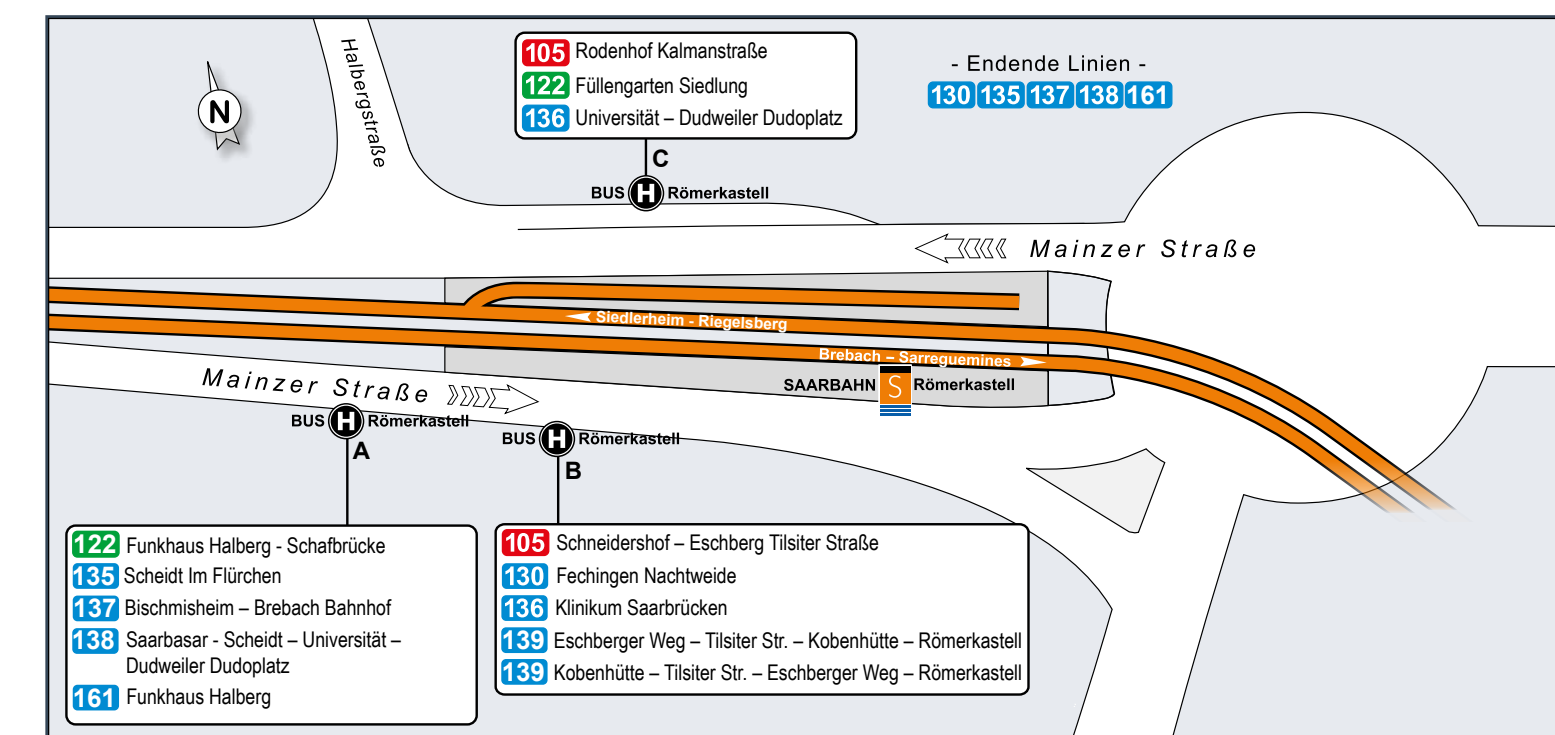 Halbergstraße
N
105 Rodenhof Kalmanstraße
122 Füllengarten Siedlung
136 Universität – Dudweiler Dudoplatz
C
BUS H Römerkastell
- Endende Linien -
130 135 137 138 161
Mainzer Straße
Siedlerheim - Riegelsberg
Brebach – Sarreguemines
SAARBAHN S Römerkastell
Mainzer Straße
BUS H Römerkastell
A
BUS H Römerkastell
B
122 Funkhaus Halberg - Schafbrücke
135 Scheidt Im Flürchen
137 Bischmisheim – Brebach Bahnhof
138 Saarbasar - Scheidt – Universität –
Dudweiler Dudoplatz
161 Funkhaus Halberg
105 Schneidershof – Eschberg Tilsiter Straße
130 Fechingen Nachtweide
136 Klinikum Saarbrücken
139 Eschberger Weg – Tilsiter Str. – Kobenhütte – Römerkastell
139 Kobenhütte – Tilsiter Str. – Eschberger Weg – Römerkastell